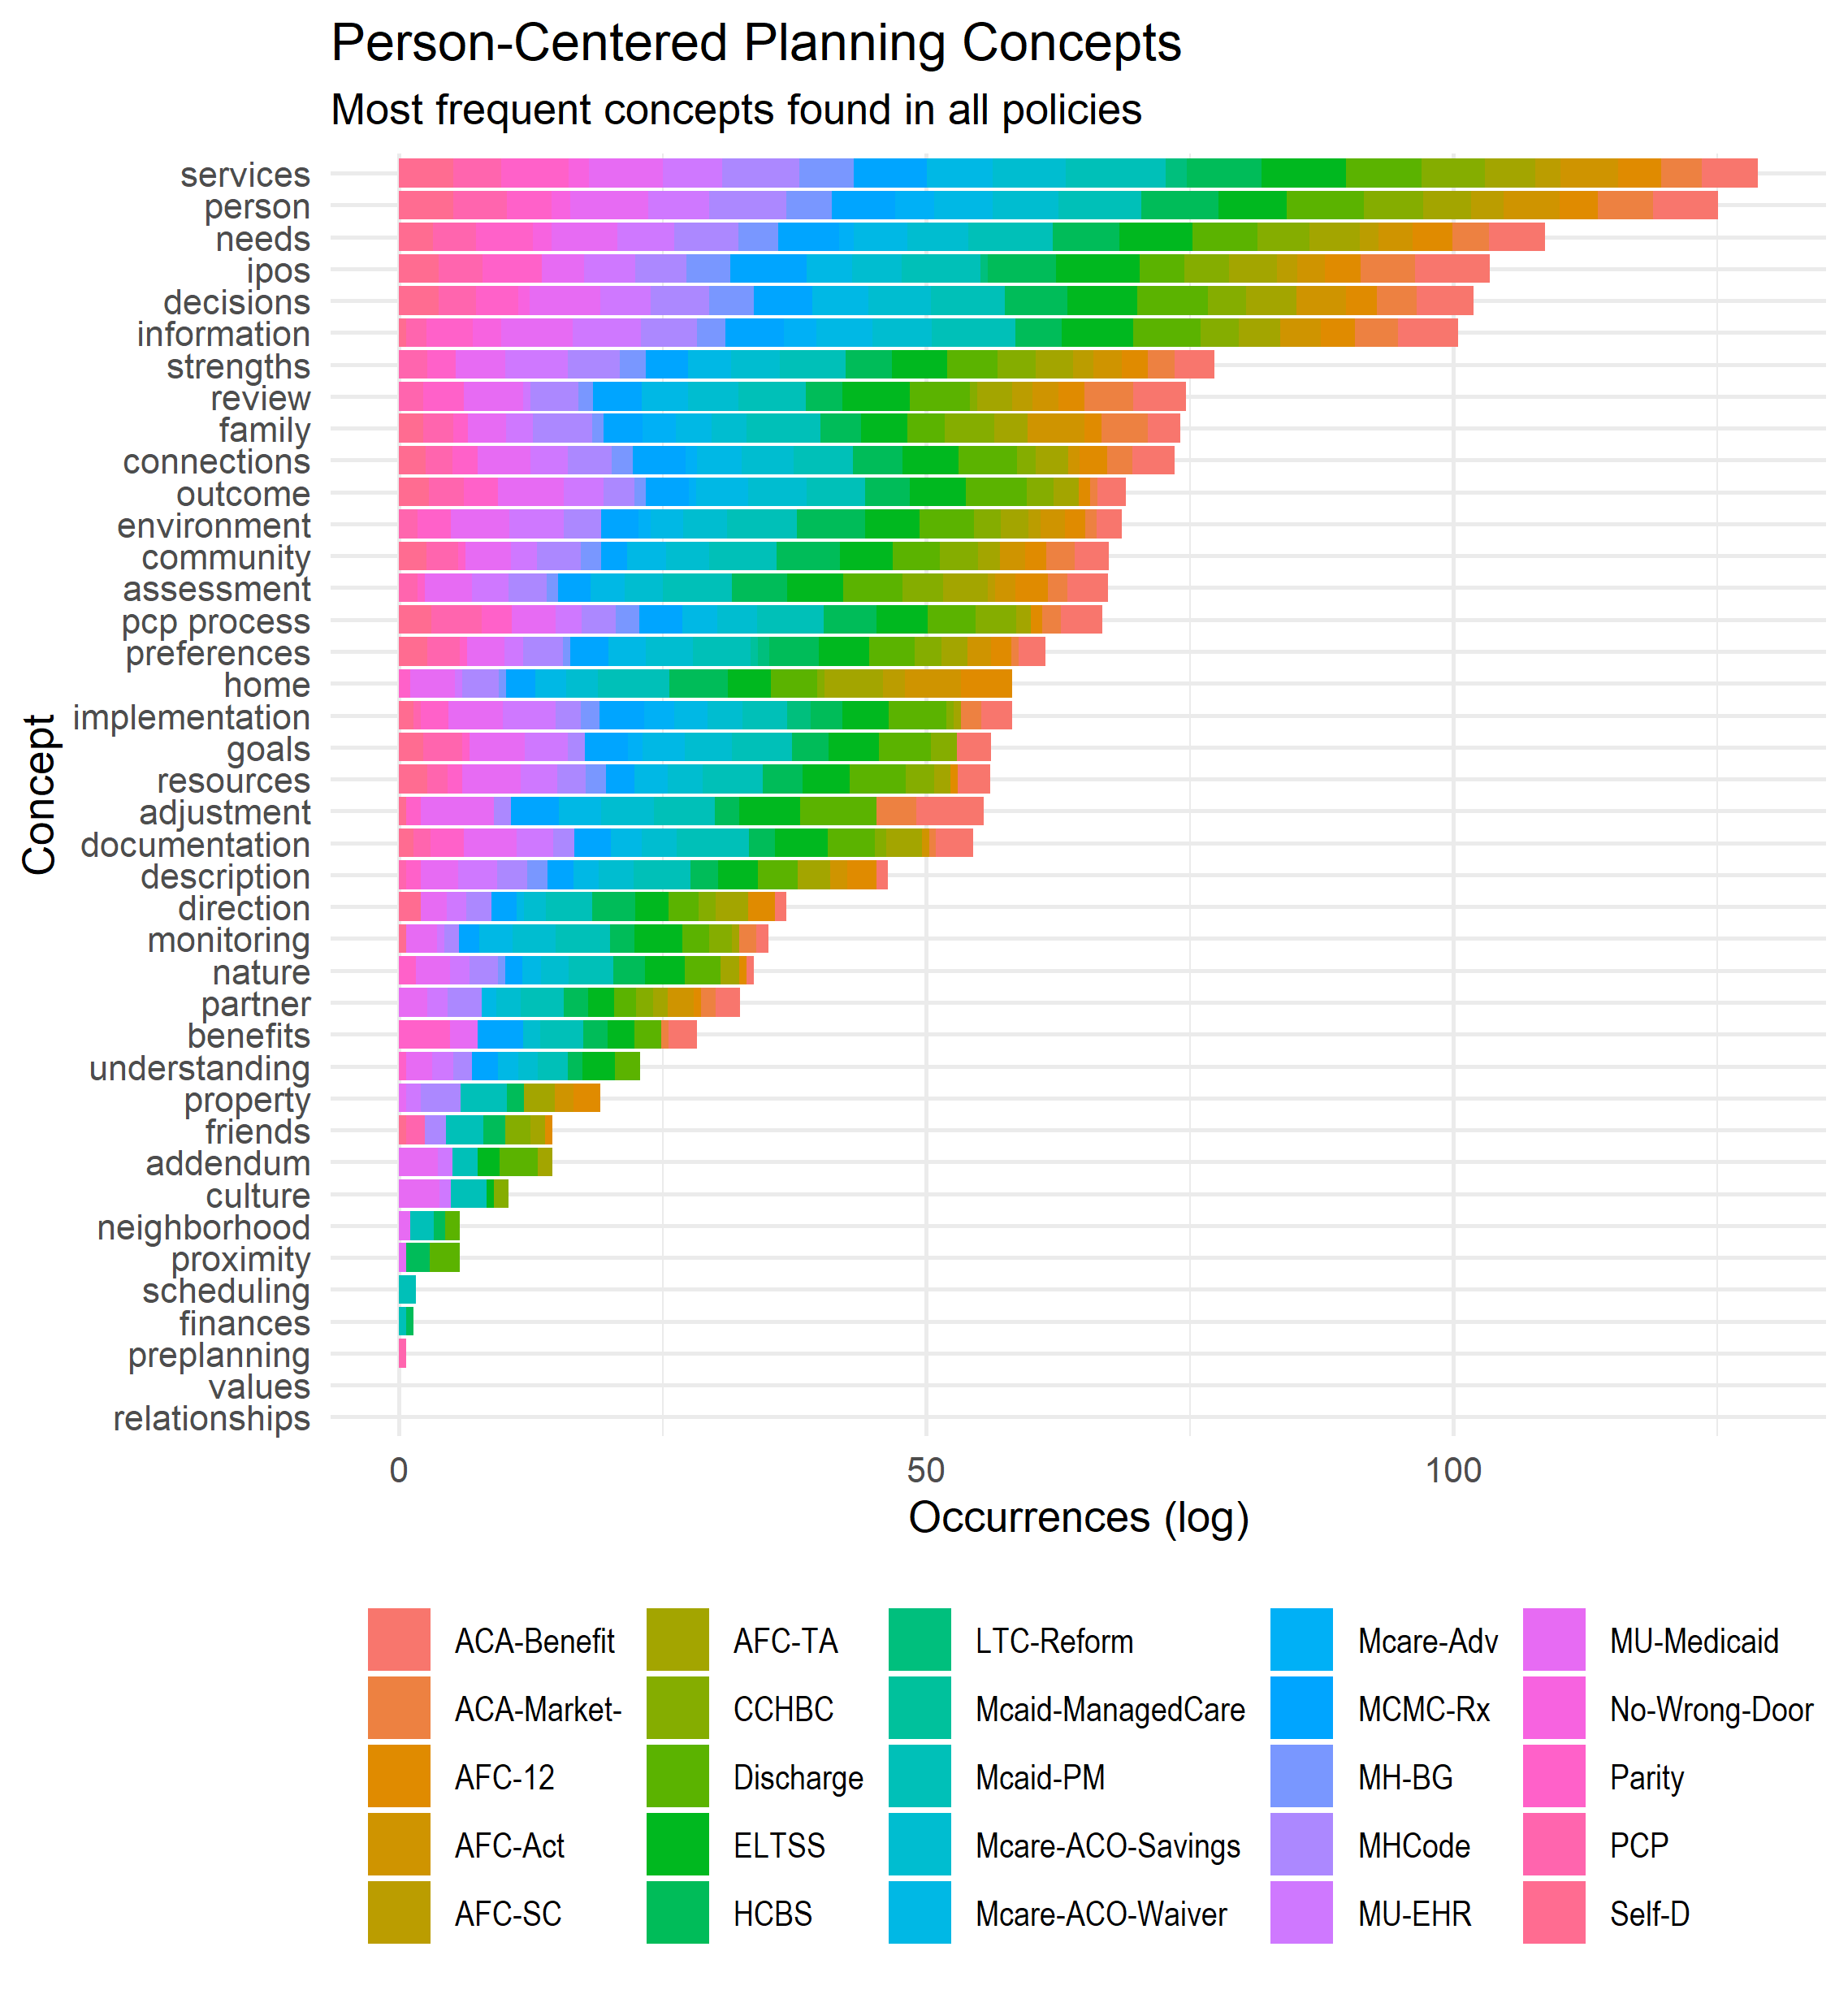 Person-Centered Planning Concepts
Most frequent concepts found in all policies
services
person
needs
ipos
decisions
information
strengths
review
family
connections
outcome
environment
community
assessment
pcp process
preferences
home
implementation
goals
resources
adjustment
documentation
description
direction
monitoring
nature
partner
benefits
understanding
property
friends
addendum
culture
neighborhood
proximity
scheduling
finances
preplanning
values
relationships
Concept
0 50 100
Occurrences (log)
ACA-Benefit AFC-TA LTC-Reform Mcare-Adv MU-Medicaid
ACA-Market- CCHBC Mcaid-ManagedCare MCMC-Rx No-Wrong-Door
AFC-12 Discharge Mcaid-PM MH-BG Parity
AFC-Act ELTSS Mcare-ACO-Savings MHCode PCP
AFC-SC HCBS Mcare-ACO-Waiver MU-EHR Self-D